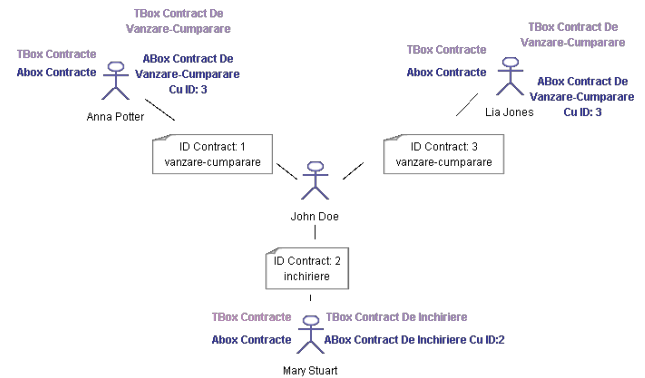 TBox Contract De
Vanzare-Cumparare
TBox Contracte
Abox Contracte
ABox Contract De
Vanzare-Cumparare
Cu ID: 3
Anna Potter
TBox Contract De
Vanzare-Cumparare
TBox Contracte
Abox Contracte
ABox Contract De
Vanzare-Cumparare
Cu ID: 3
Lia Jones
ID Contract: 1
vanzare-cumparare
ID Contract: 3
vanzare-cumparare
John Doe
ID Contract: 2
inchiriere
TBox Contracte
TBox Contract De Inchiriere
Abox Contracte
ABox Contract De Inchiriere Cu ID:2
Mary Stuart